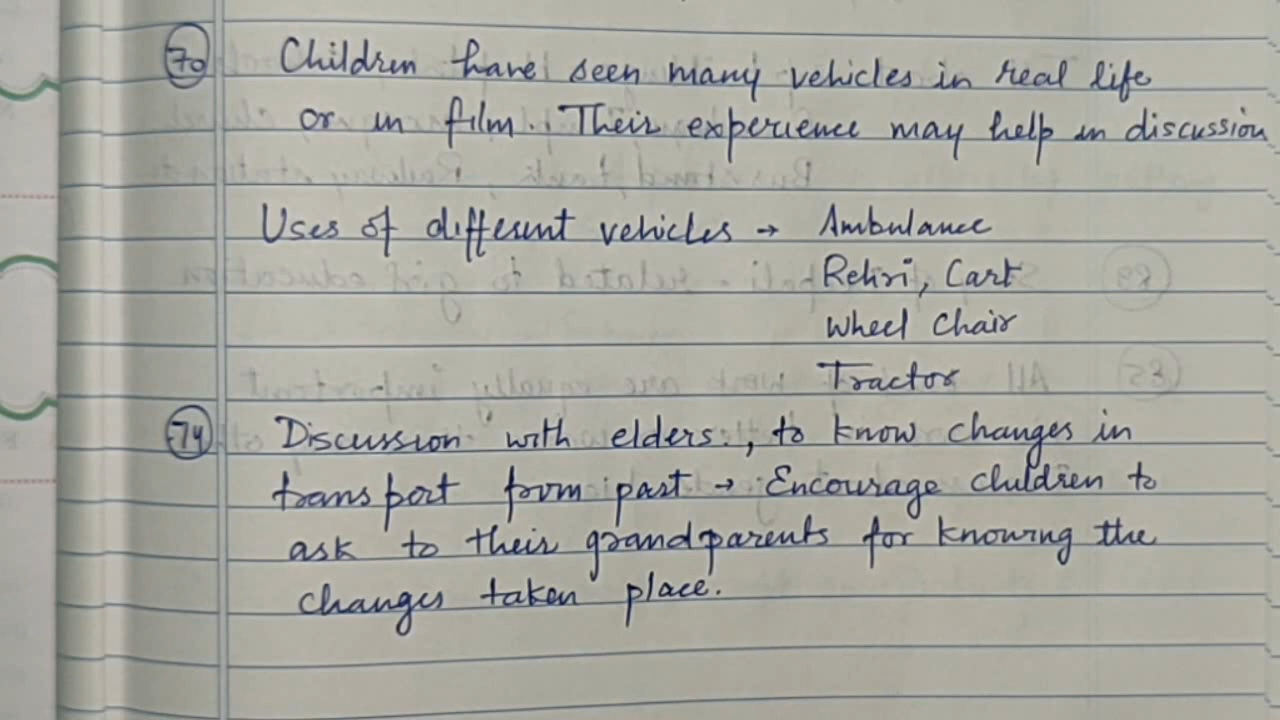 70 Children have seen many vehicles in real life
or in film. Their experience may help in discussion
Uses of different vehicles → Ambulance
Rehri, Cart
Wheel Chair
Tractor
74 Discussion with elders, to know changes in
transport from part → Encourage children to
ask to their grandparents for knowing the
changes taken place.